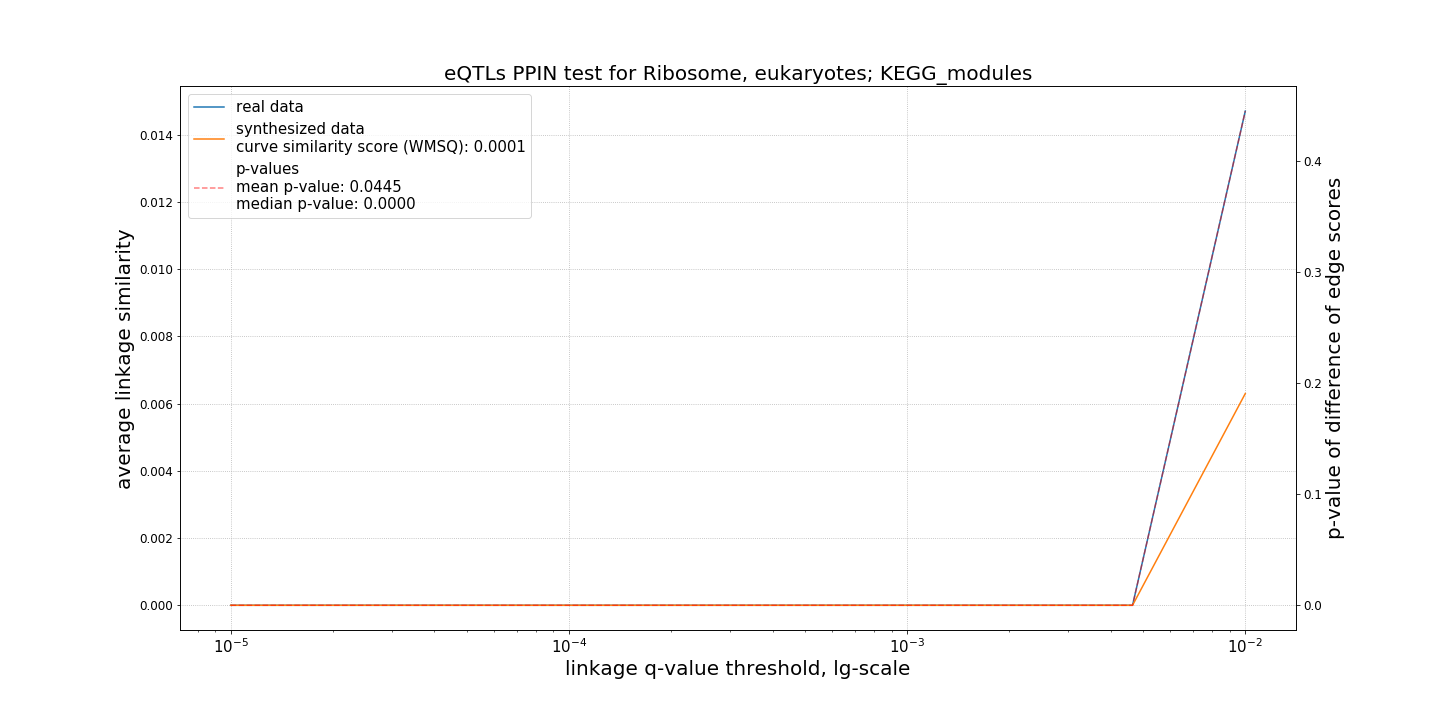 eQTLs PPIN test for Ribosome, eukaryotes; KEGG_modules
real data
synthesized data
curve similarity score (WMSQ): 0.0001
p-values
mean p-value: 0.0445
median p-value: 0.0000
average linkage similarity
0.014
0.012
0.010
0.008
0.006
0.004
0.002
0.000
p-value of difference of edge scores
0.4
0.3
0.2
0.1
0.0
10⁻⁵ 10⁻⁴ 10⁻³ 10⁻²
linkage q-value threshold, lg-scale